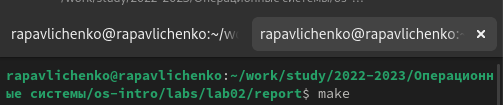 rapavlichenko@rapavlichenko:~/w
rapavlichenko@rapavlichenko:~
rapavlichenko@rapavlichenko:~/work/study/2022-2023/Операционн
ые системы/os-intro/labs/lab02/report$ make